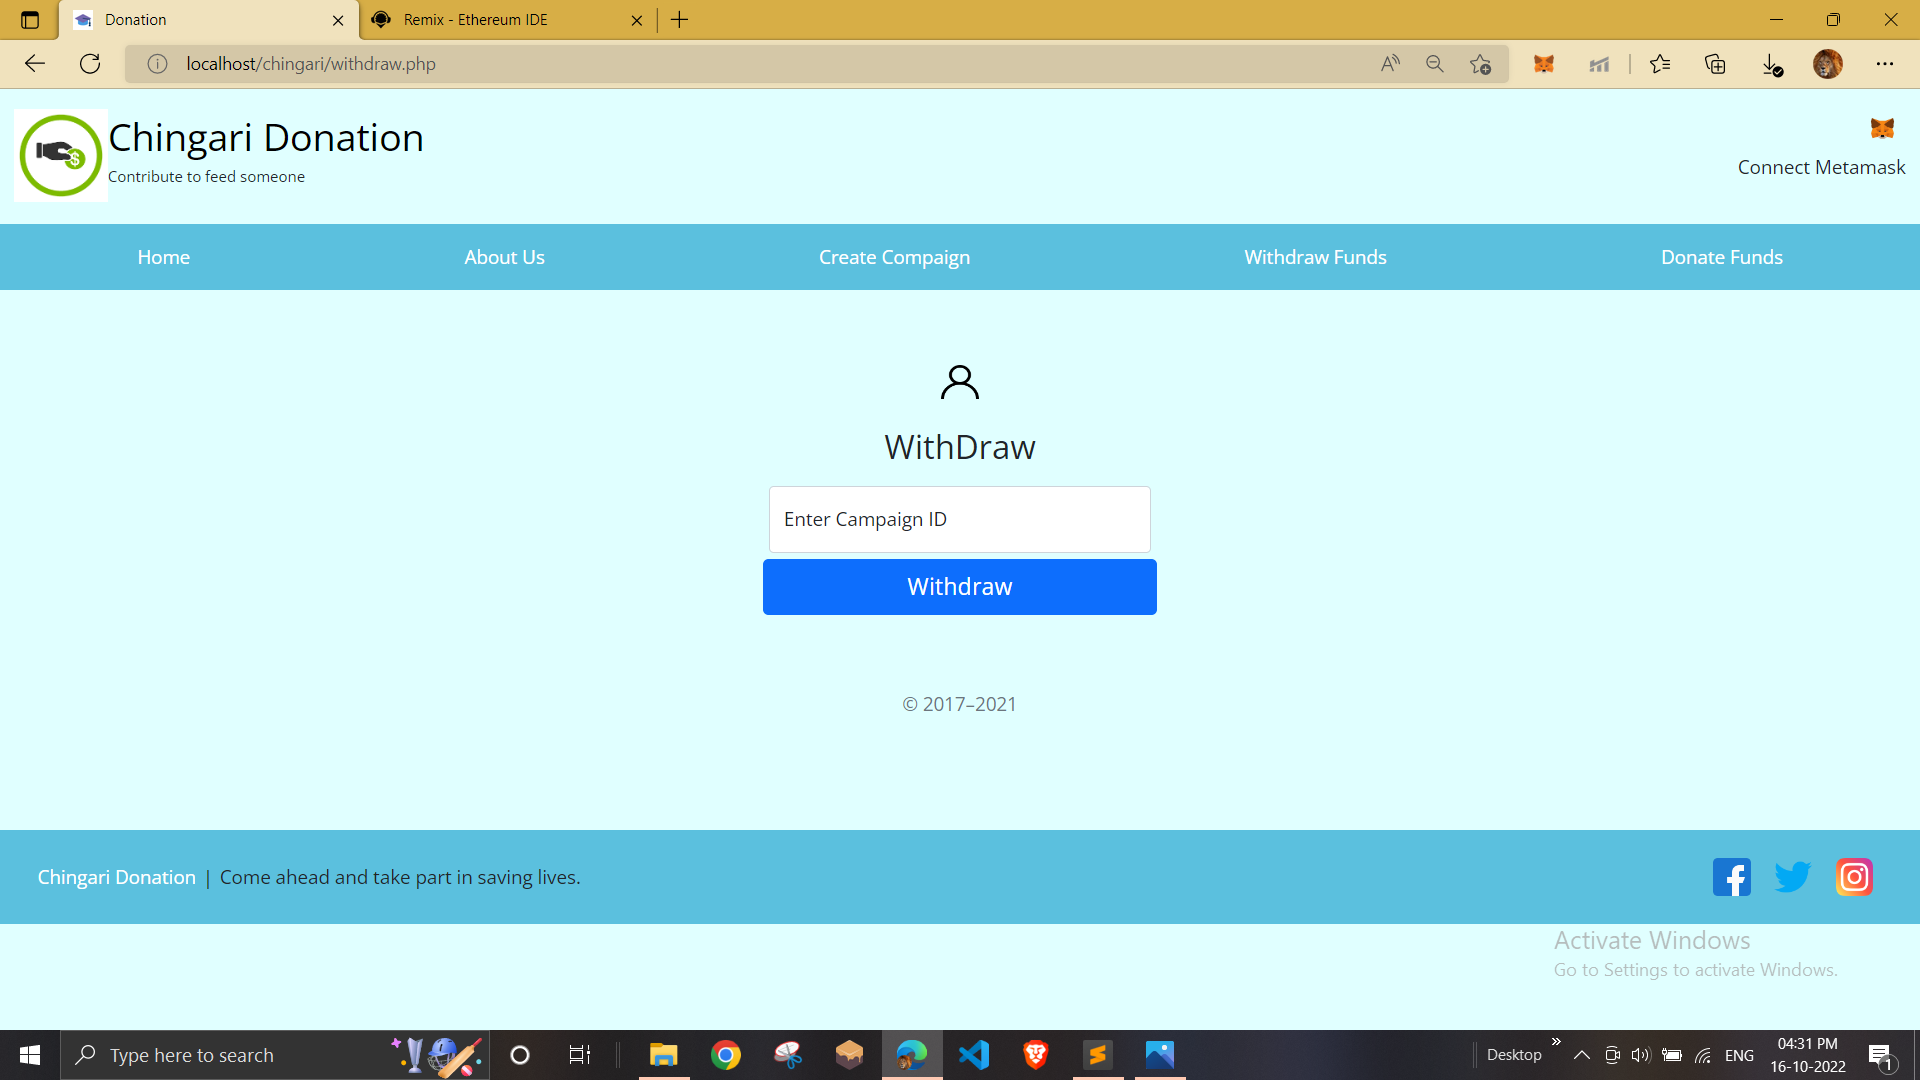 Donation
Remix - Ethereum IDE
localhost/chingari/withdraw.php
Chingari Donation
Contribute to feed someone
Connect Metamask
Home
About Us
Create Compaign
Withdraw Funds
Donate Funds
WithDraw
Enter Campaign ID
Withdraw
© 2017–2021
Chingari Donation | Come ahead and take part in saving lives.
Activate Windows
Go to Settings to activate Windows.
Type here to search
Desktop
ENG
04:31 PM
16-10-2022
1